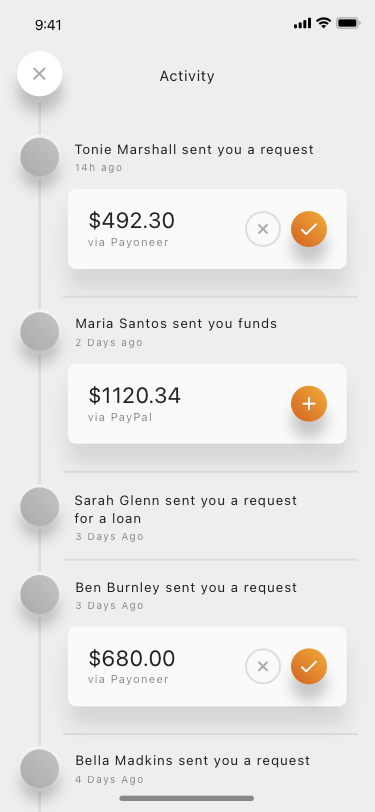 9:41
Activity
Tonie Marshall sent you a request
14h ago
$492.30
via Payoneer
Maria Santos sent you funds
2 Days ago
$1120.34
via PayPal
Sarah Glenn sent you a request
for a loan
3 Days Ago
Ben Burnley sent you a request
3 Days Ago
$680.00
via Payoneer
Bella Madkins sent you a request
4 Days Ago